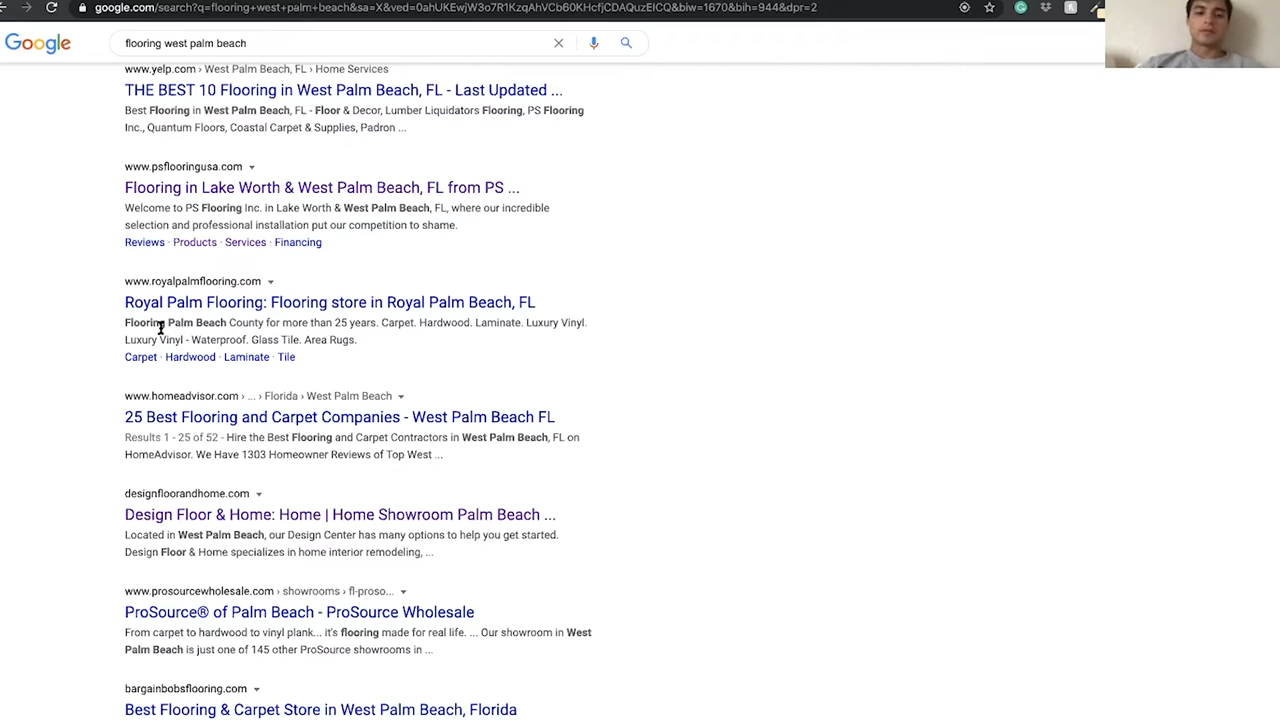 google.com/search?q=flooring+west+palm+beach&sa=X&ved=0ahUKEwjW3o7R1KzqAhVCb60KHcfjCDAQuzEICQ&biw=1670&bih=944&dpr=2
Google
flooring west palm beach
www.yelp.com › West Palm Beach, FL › Home Services
THE BEST 10 Flooring in West Palm Beach, FL - Last Updated ...
Best Flooring in West Palm Beach, FL - Floor & Decor, Lumber Liquidators Flooring, PS Flooring
Inc., Quantum Floors, Coastal Carpet & Supplies, Padron ...
www.psflooringusa.com
Flooring in Lake Worth & West Palm Beach, FL from PS ...
Welcome to PS Flooring Inc. in Lake Worth & West Palm Beach, FL, where our incredible
selection and professional installation put our competition to shame.
Reviews · Products · Services · Financing
www.royalpalmflooring.com
Royal Palm Flooring: Flooring store in Royal Palm Beach, FL
Flooring Palm Beach County for more than 25 years. Carpet. Hardwood. Laminate. Luxury Vinyl.
Luxury Vinyl - Waterproof. Glass Tile. Area Rugs.
Carpet · Hardwood · Laminate · Tile
www.homeadvisor.com › ... › Florida › West Palm Beach
25 Best Flooring and Carpet Companies - West Palm Beach FL
Results 1 - 25 of 52 - Hire the Best Flooring and Carpet Contractors in West Palm Beach, FL on
HomeAdvisor. We Have 1303 Homeowner Reviews of Top West ...
designfloorandhome.com
Design Floor & Home: Home | Home Showroom Palm Beach ...
Located in West Palm Beach, our Design Center has many options to help you get started.
Design Floor & Home specializes in home interior remodeling, ...
www.prosourcewholesale.com › showrooms › fl-proso...
ProSource® of Palm Beach - ProSource Wholesale
From carpet to hardwood to vinyl plank... it's flooring made for real life. ... Our showroom in West
Palm Beach is just one of 145 other ProSource showrooms in ...
bargainbobsflooring.com
Best Flooring & Carpet Store in West Palm Beach, Florida